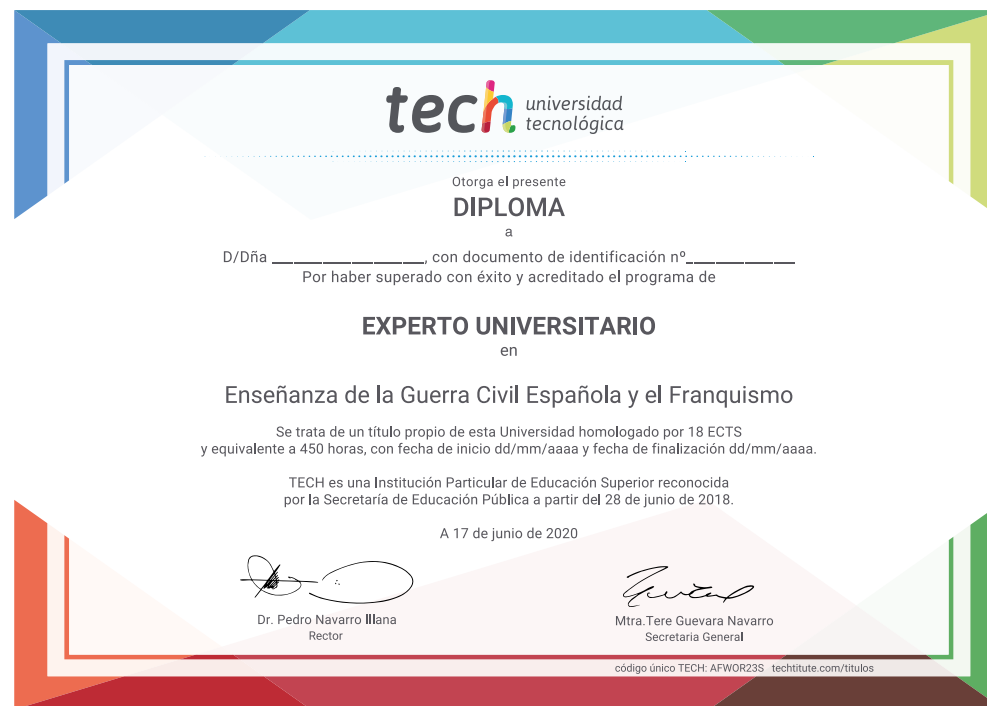 tech universidad
tecnológica
Otorga el presente
DIPLOMA
a
D/Dña ____________________, con documento de identificación nº______________
Por haber superado con éxito y acreditado el programa de
EXPERTO UNIVERSITARIO
en
Enseñanza de la Guerra Civil Española y el Franquismo
Se trata de un título propio de esta Universidad homologado por 18 ECTS
y equivalente a 450 horas, con fecha de inicio dd/mm/aaaa y fecha de finalización dd/mm/aaaa.
TECH es una Institución Particular de Educación Superior reconocida
por la Secretaría de Educación Pública a partir del 28 de junio de 2018.
A 17 de junio de 2020
Dr. Pedro Navarro Illana
Rector
Mtra.Tere Guevara Navarro
Secretaria General
código único TECH: AFWOR23S techtitute.com/titulos